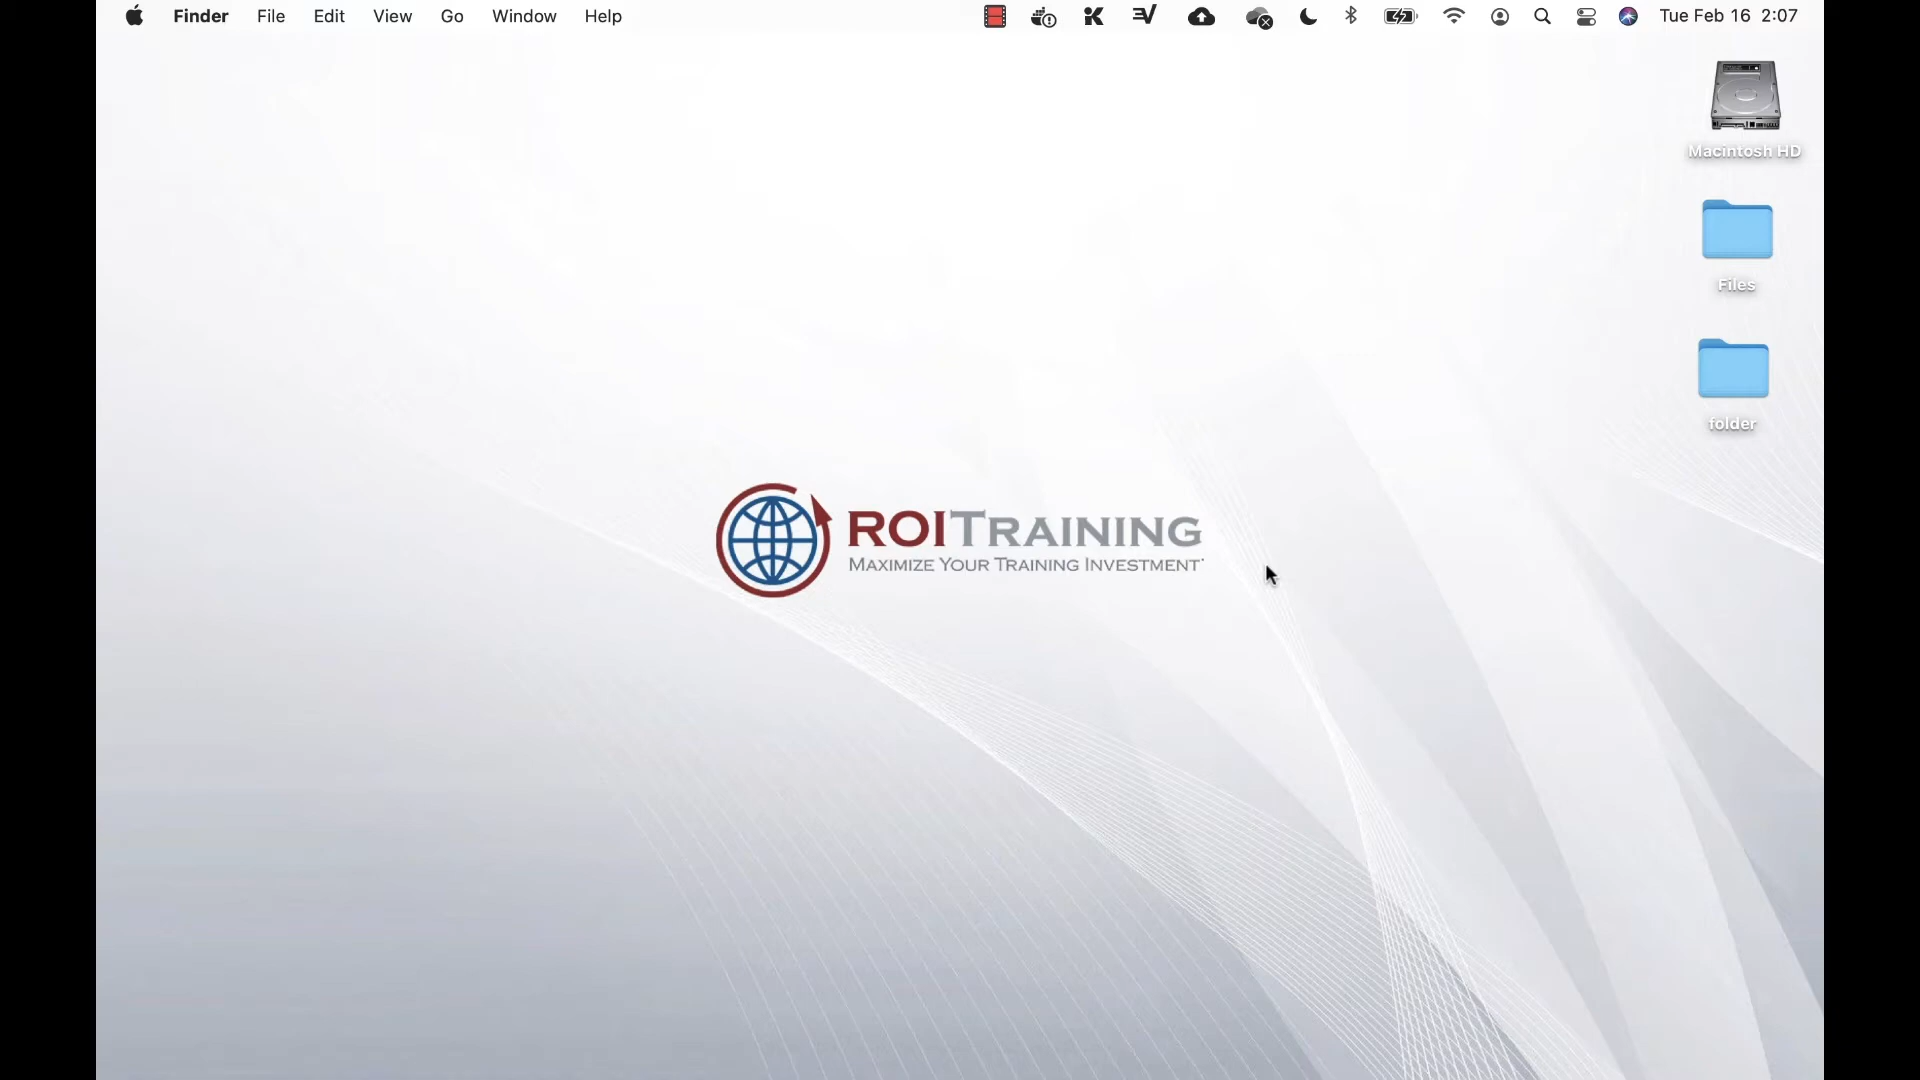 Finder File Edit View Go Window Help Tue Feb 16 2:07
Macintosh HD
Files
folder
ROITRAINING
MAXIMIZE YOUR TRAINING INVESTMENT